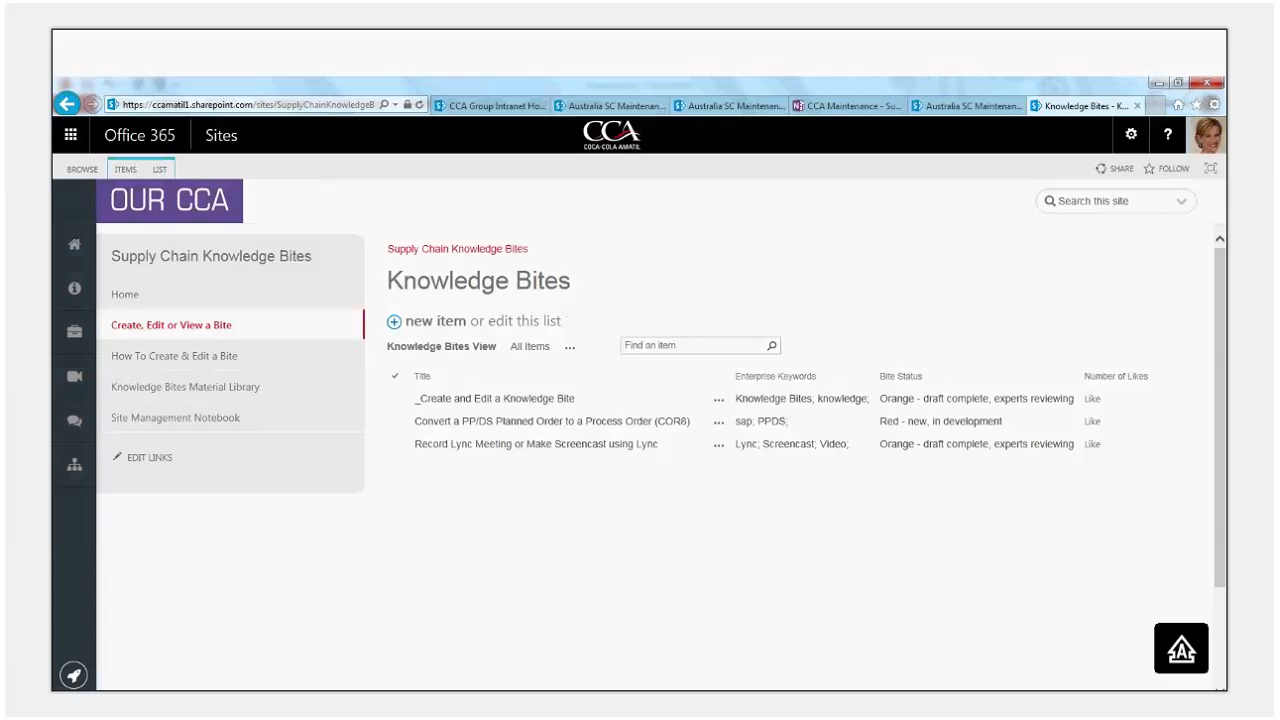 https://ccamatil1.sharepoint.com/sites/SupplyChainKnowledgeB
CCA Group Intranet Ho...
Australia SC Maintenan...
Australia SC Maintenan...
CCA Maintenance - Su...
Australia SC Maintenan...
Knowledge Bites - K...
Office 365
Sites
CCA
COCA-COLA AMATIL
?
BROWSE
ITEMS
LIST
SHARE
FOLLOW
OUR CCA
Search this site
Supply Chain Knowledge Bites
Home
Create, Edit or View a Bite
How To Create & Edit a Bite
Knowledge Bites Material Library
Site Management Notebook
EDIT LINKS
Supply Chain Knowledge Bites
Knowledge Bites
new item or edit this list
Knowledge Bites View All Items ...
Find an item
Title Enterprise Keywords Bite Status Number of Likes
_Create and Edit a Knowledge Bite ... Knowledge Bites; knowledge; Orange - draft complete, experts reviewing Like
Convert a PP/DS Planned Order to a Process Order (COR8) ... sap; PPDS; Red - new, in development Like
Record Lync Meeting or Make Screencast using Lync ... Lync; Screencast; Video; Orange - draft complete, experts reviewing Like
A